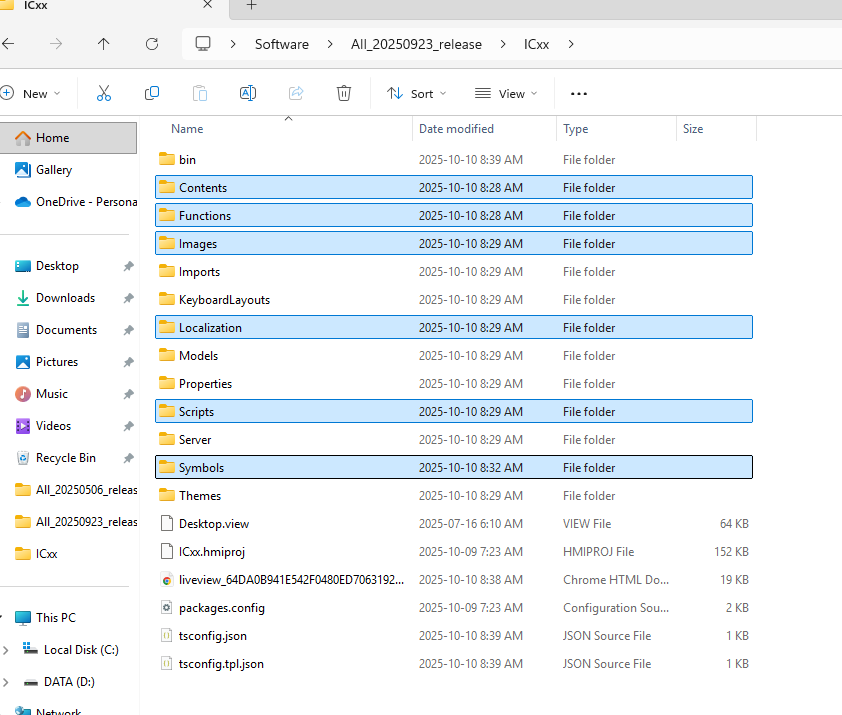 ICxx
Software > All_20250923_release > ICxx >
New Sort View
Name Date modified Type Size
Home
Gallery
OneDrive - Persona
Desktop
Downloads
Documents
Pictures
Music
Videos
Recycle Bin
All_20250506_releas
All_20250923_releas
ICxx
This PC
Local Disk (C:)
DATA (D:)
Network
bin 2025-10-10 8:39 AM File folder
Contents 2025-10-10 8:28 AM File folder
Functions 2025-10-10 8:28 AM File folder
Images 2025-10-10 8:29 AM File folder
Imports 2025-10-10 8:29 AM File folder
KeyboardLayouts 2025-10-10 8:29 AM File folder
Localization 2025-10-10 8:29 AM File folder
Models 2025-10-10 8:29 AM File folder
Properties 2025-10-10 8:29 AM File folder
Scripts 2025-10-10 8:29 AM File folder
Server 2025-10-10 8:29 AM File folder
Symbols 2025-10-10 8:32 AM File folder
Themes 2025-10-10 8:29 AM File folder
Desktop.view 2025-07-16 6:10 AM VIEW File 64 KB
ICxx.hmiproj 2025-10-09 7:23 AM HMIPROJ File 152 KB
liveview_64DA0B941E542F0480ED7063192... 2025-10-10 8:38 AM Chrome HTML Do... 19 KB
packages.config 2025-10-09 7:23 AM Configuration Sou... 2 KB
tsconfig.json 2025-10-10 8:39 AM JSON Source File 1 KB
tsconfig.tpl.json 2025-10-10 8:39 AM JSON Source File 1 KB